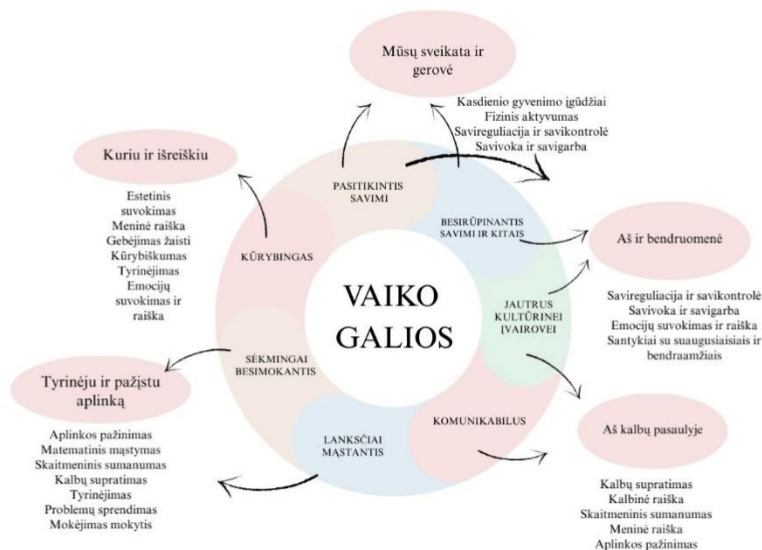 Mūsų sveikata ir
gerovė
Kasdienio gyvenimo įgūdžiai
Fizinis aktyvumas
Savireguliacija ir savikontrolė
Savivoka ir savigarba
Kuriu ir išreiškiu
Estetinis
suvokimas
Meninė raiška
Gebėjimas žaisti
Kūrybiškumas
Tyrinėjimas
Emocijų
suvokimas ir
raiška
PASITIKINTIS
SAVIMI
BESIRŪPINANTIS
SAVIMI IR KITAIS
KŪRYBINGAS
VAIKO
GALIOS
JAUTRUS
KULTŪRINEI
ĮVAIROVEI
SĖKMINGAI
BESIMOKANTIS
KOMUNIKABILUS
LANKSČIAI
MĄSTANTIS
Aš ir bendruomenė
Savireguliacija ir savikontrolė
Savivoka ir savigarba
Emocijų suvokimas ir raiška
Santykiai su suaugusiaisiais ir
bendraamžiais
Tyrinėju ir pažįstu
aplinką
Aplinkos pažinimas
Matematinis mąstymas
Skaitmeninis sumanumas
Kalbų supratimas
Tyrinėjimas
Problemų sprendimas
Mokėjimas mokytis
Aš kalbų pasaulyje
Kalbų supratimas
Kalbinė raiška
Skaitmeninis sumanumas
Meninė raiška
Aplinkos pažinimas